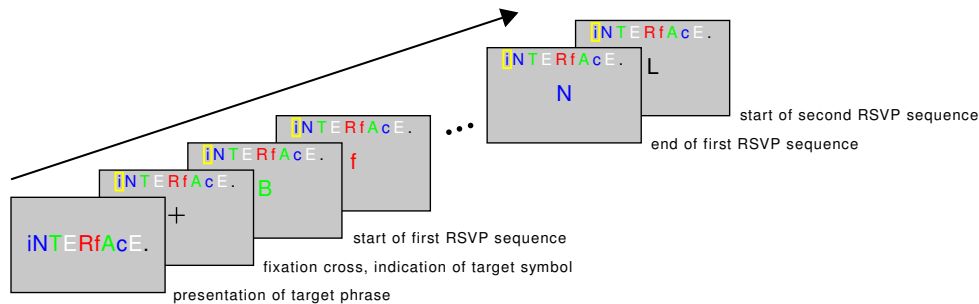 iNTERfAcE.
L
iNTERfAcE.
N
start of second RSVP sequence
end of first RSVP sequence
iNTERfAcE.
f
iNTERfAcE.
B
iNTERfAcE.
+
iNTERfAcE.
start of first RSVP sequence
fixation cross, indication of target symbol
presentation of target phrase